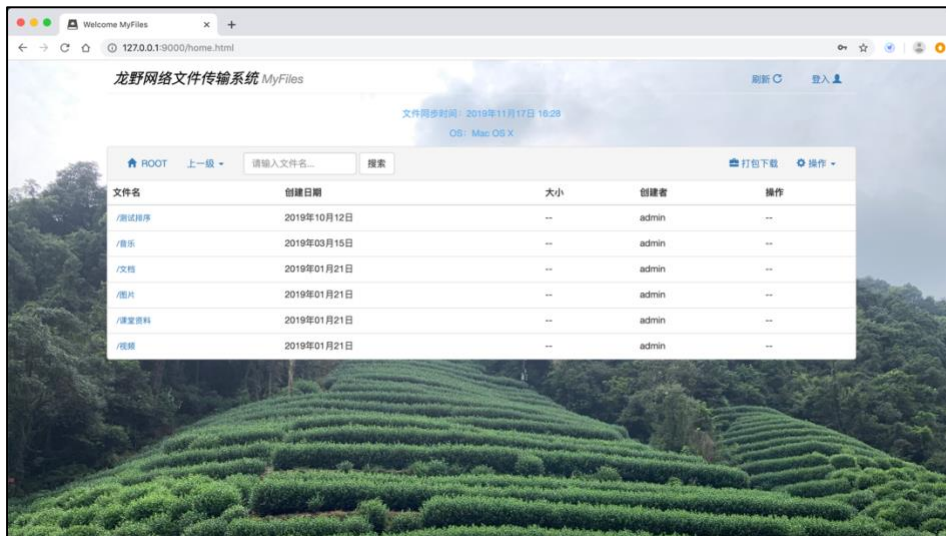 Welcome MyFiles
127.0.0.1:9000/home.html
龙野网络文件传输系统 MyFiles 刷新 登入
文件同步时间：2019年11月17日 16:28
OS：Mac OS X
ROOT 上一级 请输入文件名... 搜索 打包下载 操作
文件名 创建日期 大小 创建者 操作
/测试排序 2019年10月12日 -- admin --
/音乐 2019年03月15日 -- admin --
/文档 2019年01月21日 -- admin --
/图片 2019年01月21日 -- admin --
/课堂资料 2019年01月21日 -- admin --
/视频 2019年01月21日 -- admin --